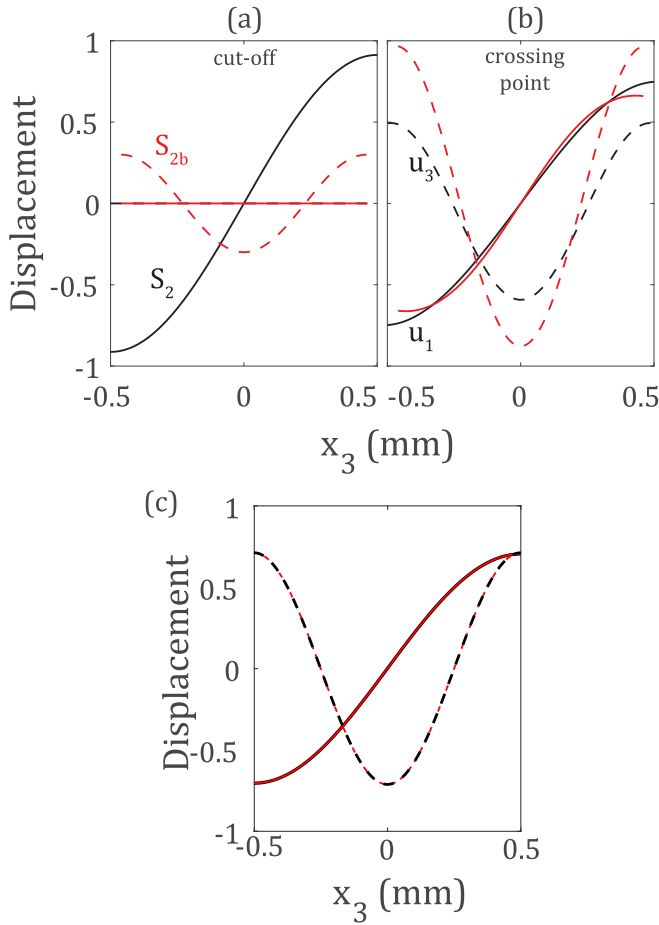 (a)
(b)
cut-off
crossing
point
Displacement
1
0.5
0
-0.5
-1
S2b
S2
u3
u1
-0.5
0
0.5
-0.5
0
0.5
x3 (mm)
(c)
Displacement
1
0.5
0
-0.5
-1
-0.5
0
0.5
x3 (mm)